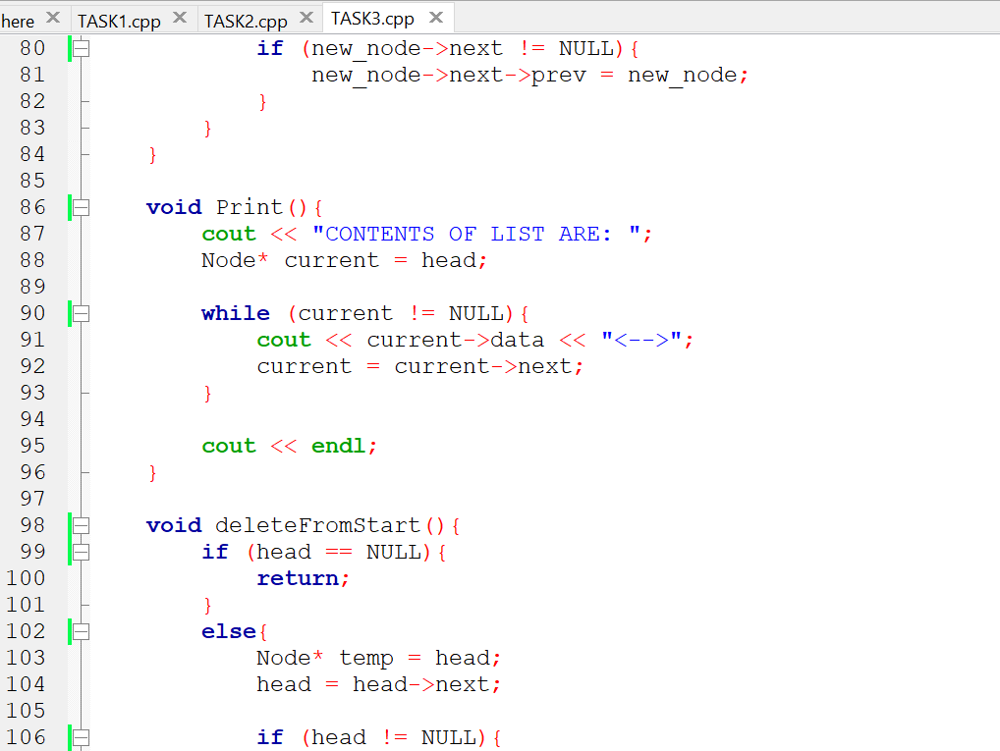 here TASK1.cpp TASK2.cpp TASK3.cpp
80 if (new_node->next != NULL){
81 new_node->next->prev = new_node;
82 }
83 }
84 }
85
86 void Print(){
87 cout << "CONTENTS OF LIST ARE: ";
88 Node* current = head;
89
90 while (current != NULL){
91 cout << current->data << "<-->";
92 current = current->next;
93 }
94
95 cout << endl;
96 }
97
98 void deleteFromStart(){
99 if (head == NULL){
100 return;
101 }
102 else{
103 Node* temp = head;
104 head = head->next;
105
106 if (head != NULL){